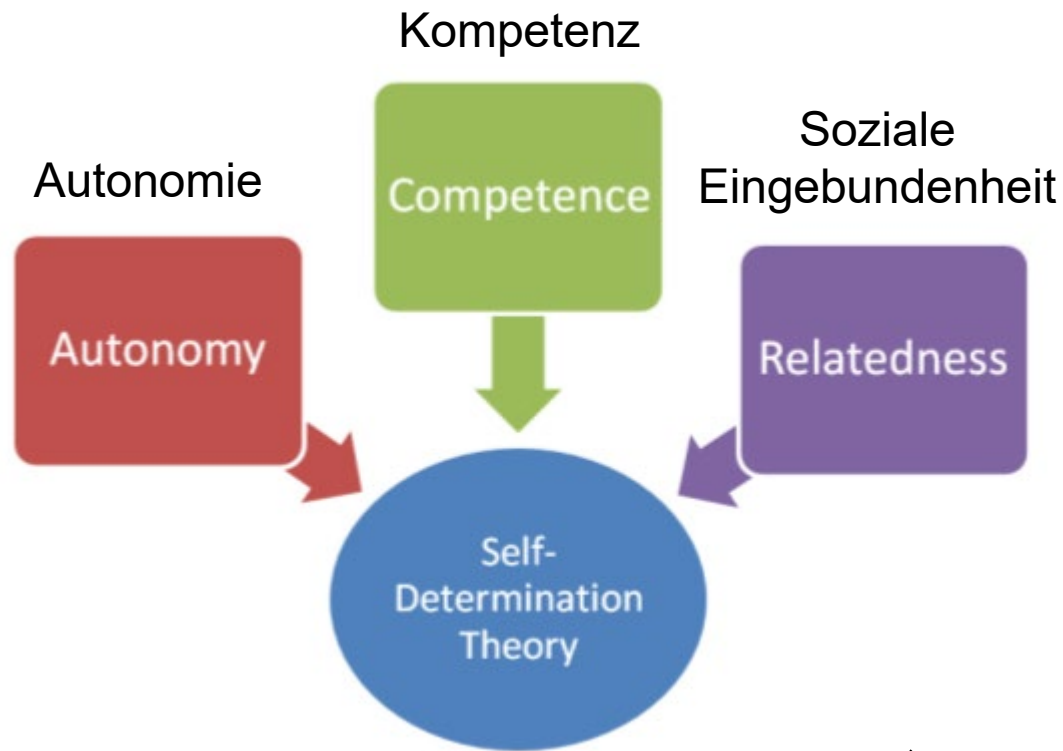 Kompetenz
Competence
Soziale
Eingebundenheit
Autonomie
Autonomy
Relatedness
Self-
Determination
Theory